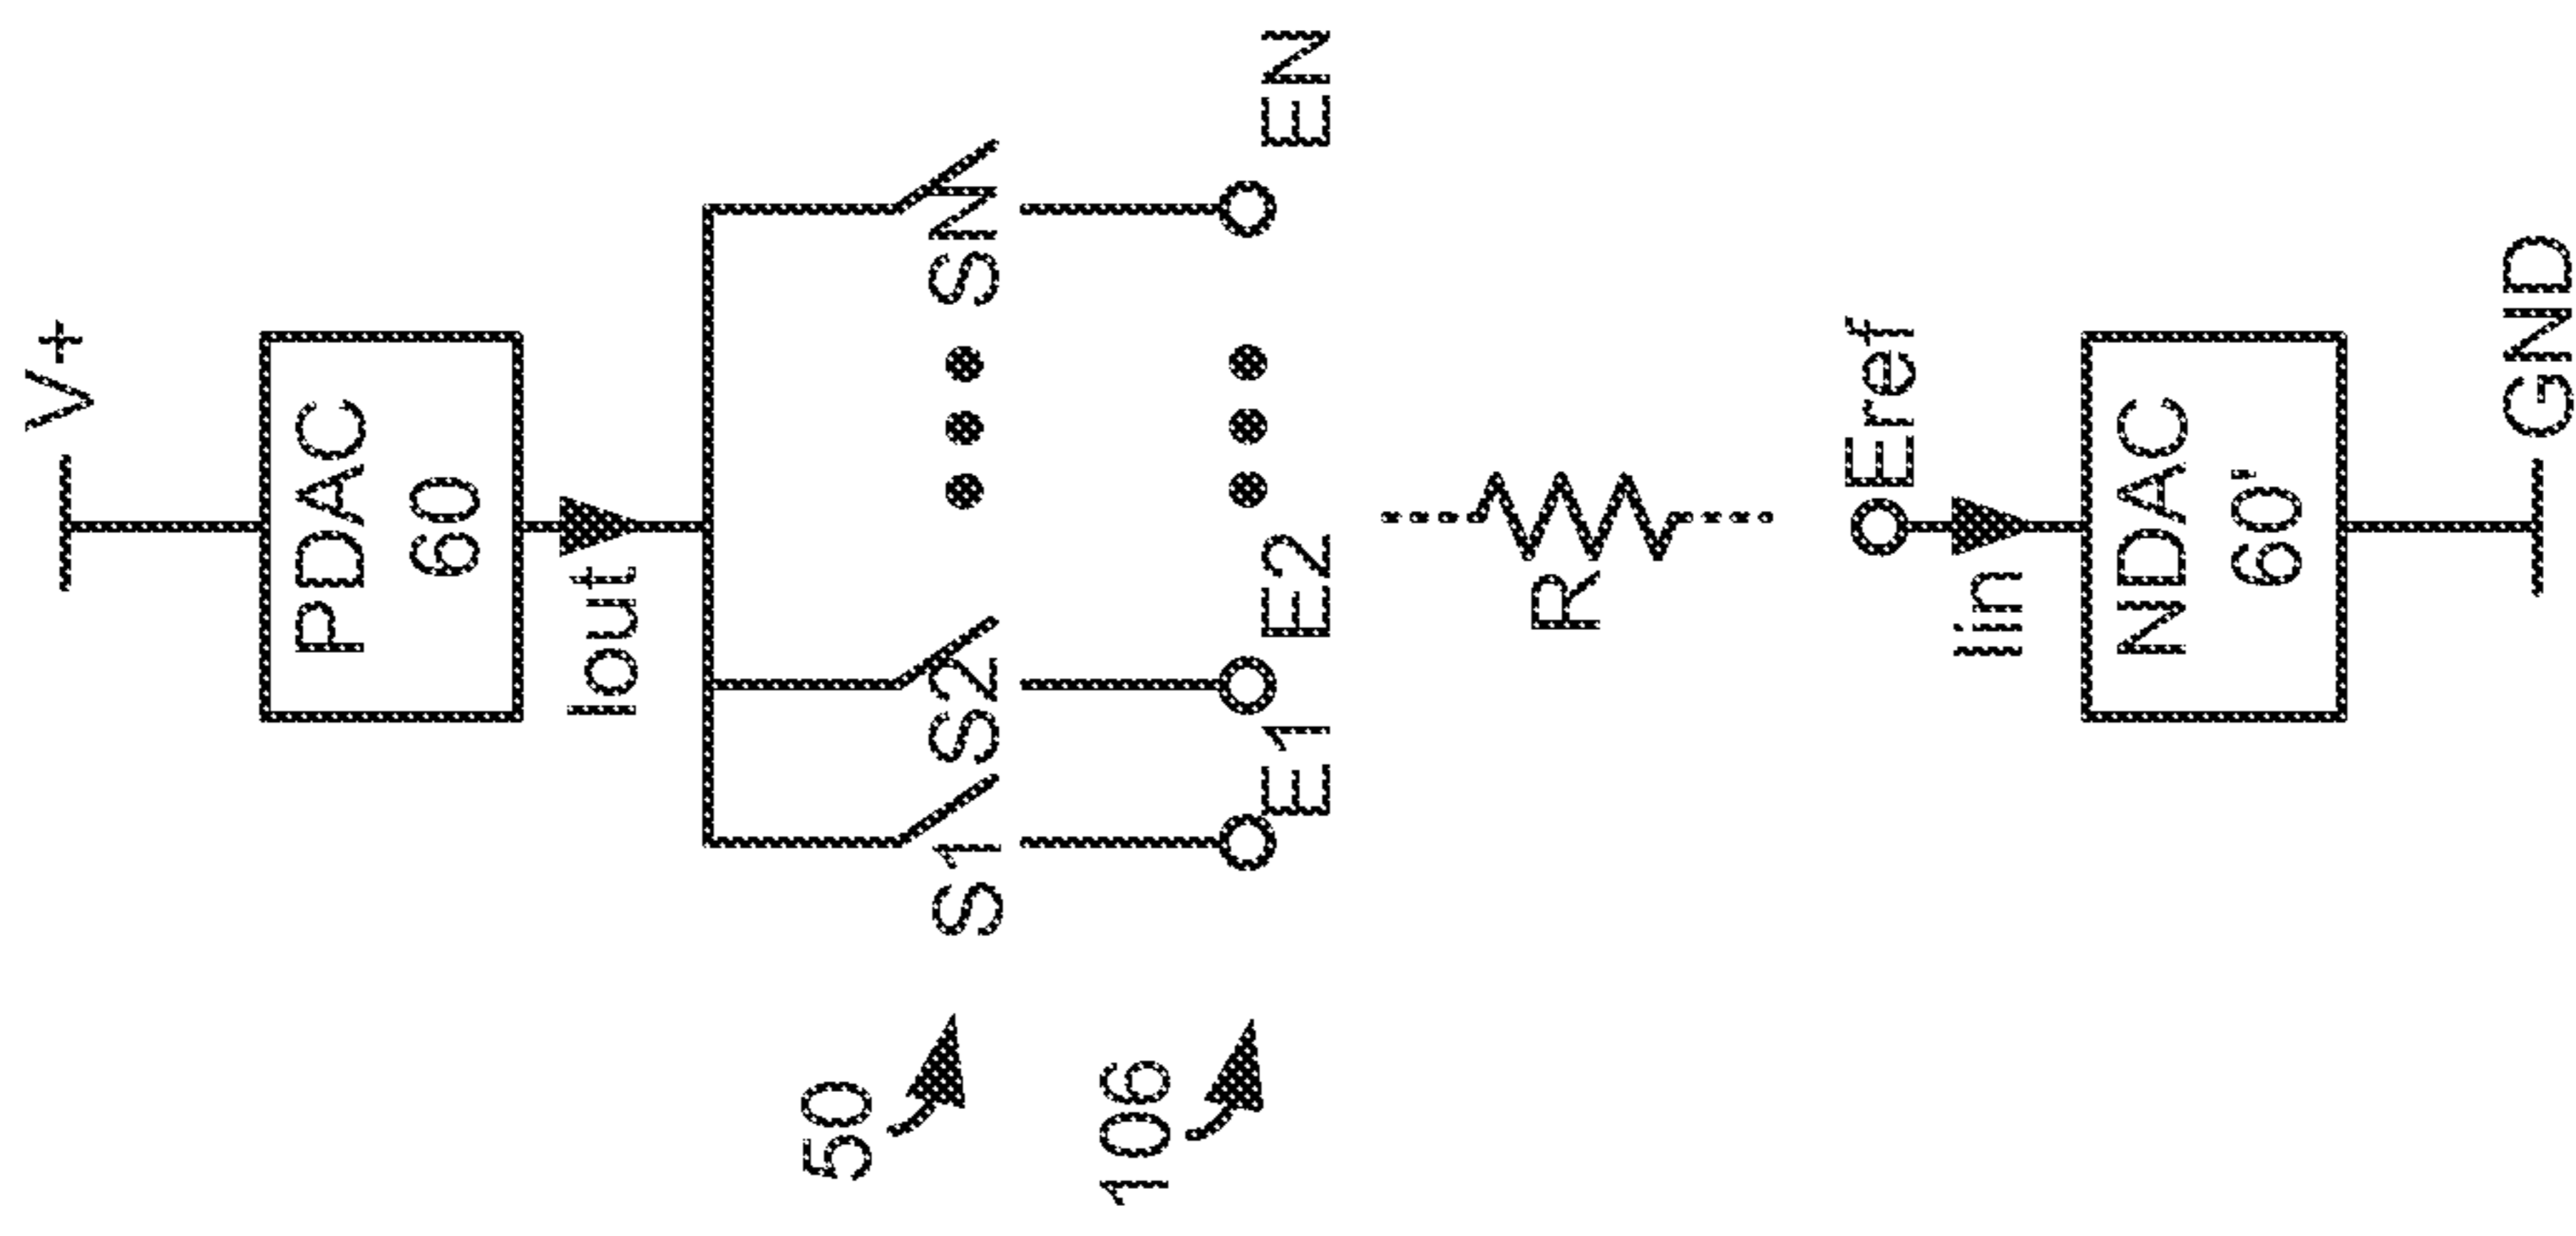 V+
PDAC
60
Iout
50
S1
S2
SN
106
E1
E2
EN
R
Eref
Iin
NDAC
60'
GND